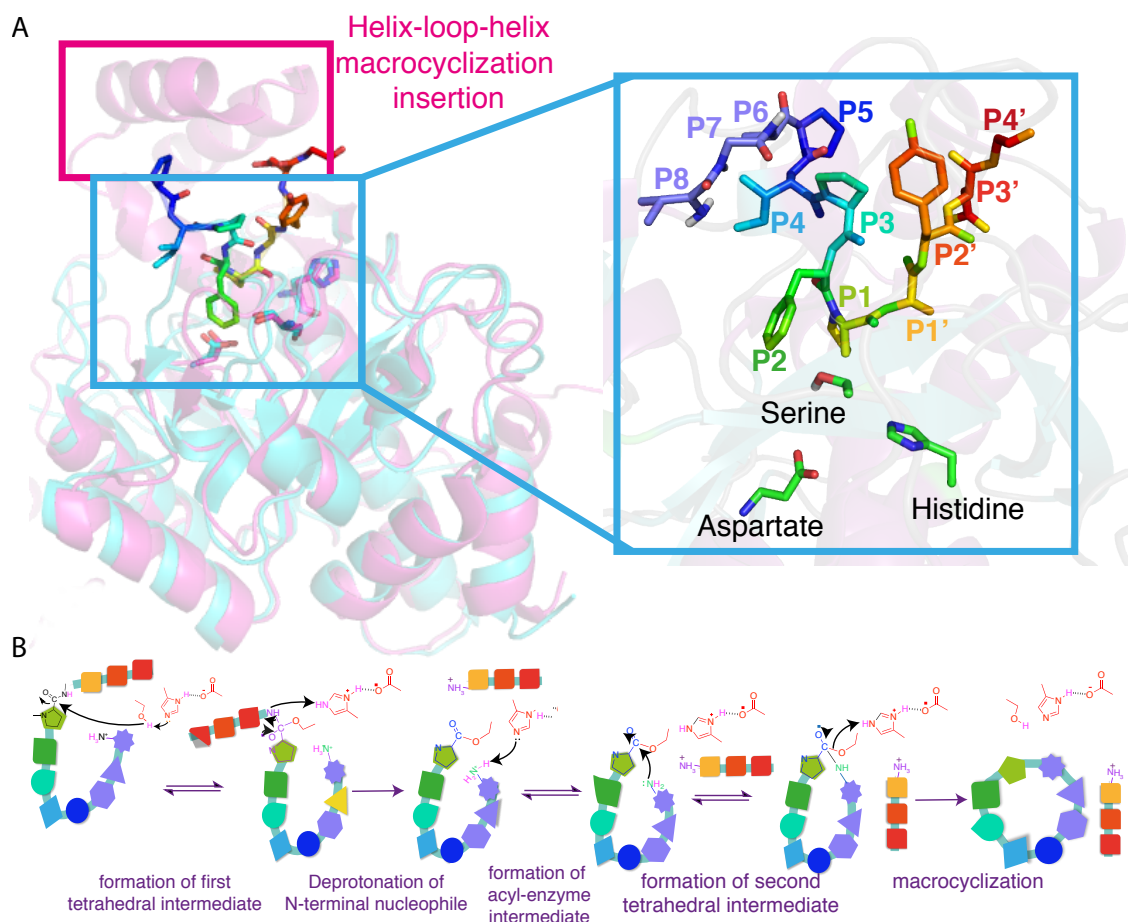 A
Helix-loop-helix
macrocyclization
insertion
P8
P7
P6
P5
P4
P3
P2
P1
P1’
P2’
P3’
P4’
Serine
Aspartate
Histidine
B
formation of first
tetrahedral intermediate
Deprotonation of
N-terminal nucleophile
formation of
acyl-enzyme
intermediate
formation of second
tetrahedral intermediate
macrocyclization